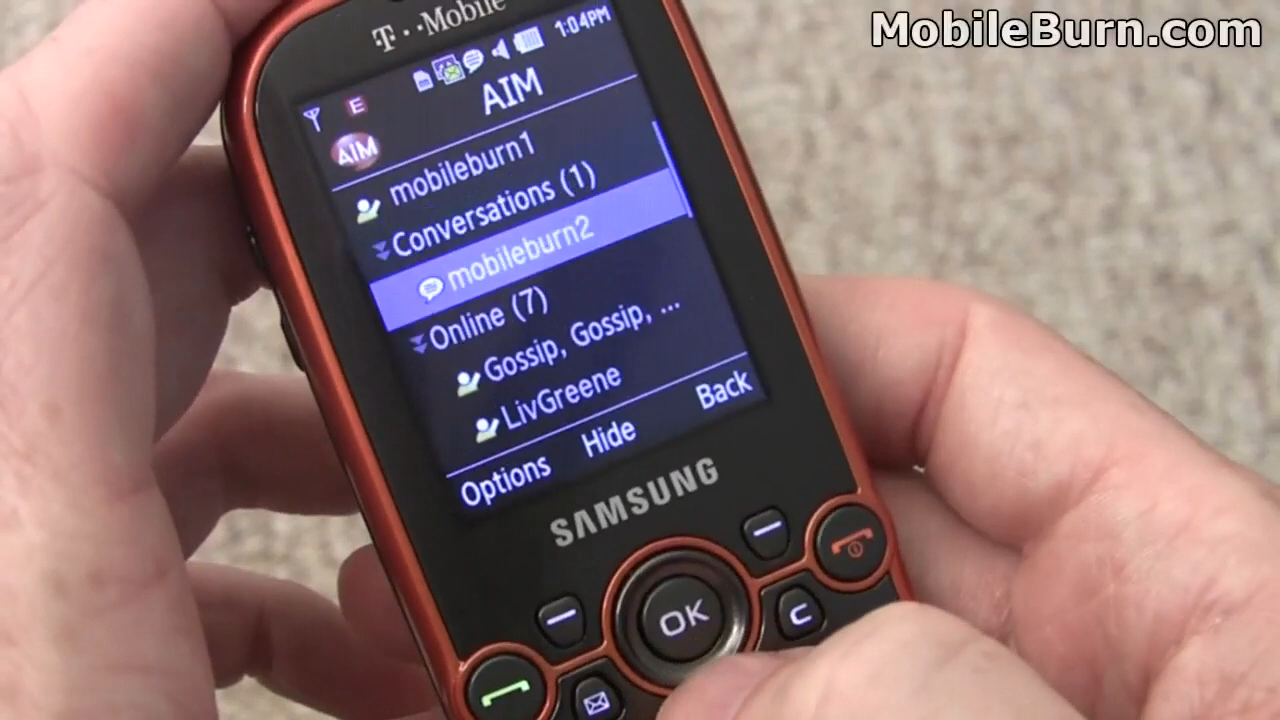 MobileBurn.com
T··Mobile
1:04PM
E
AIM
AIM
mobileburn1
Conversations (1)
mobileburn2
Online (7)
Gossip, Gossip, ...
LivGreene
Options Hide Back
SAMSUNG
OK
C